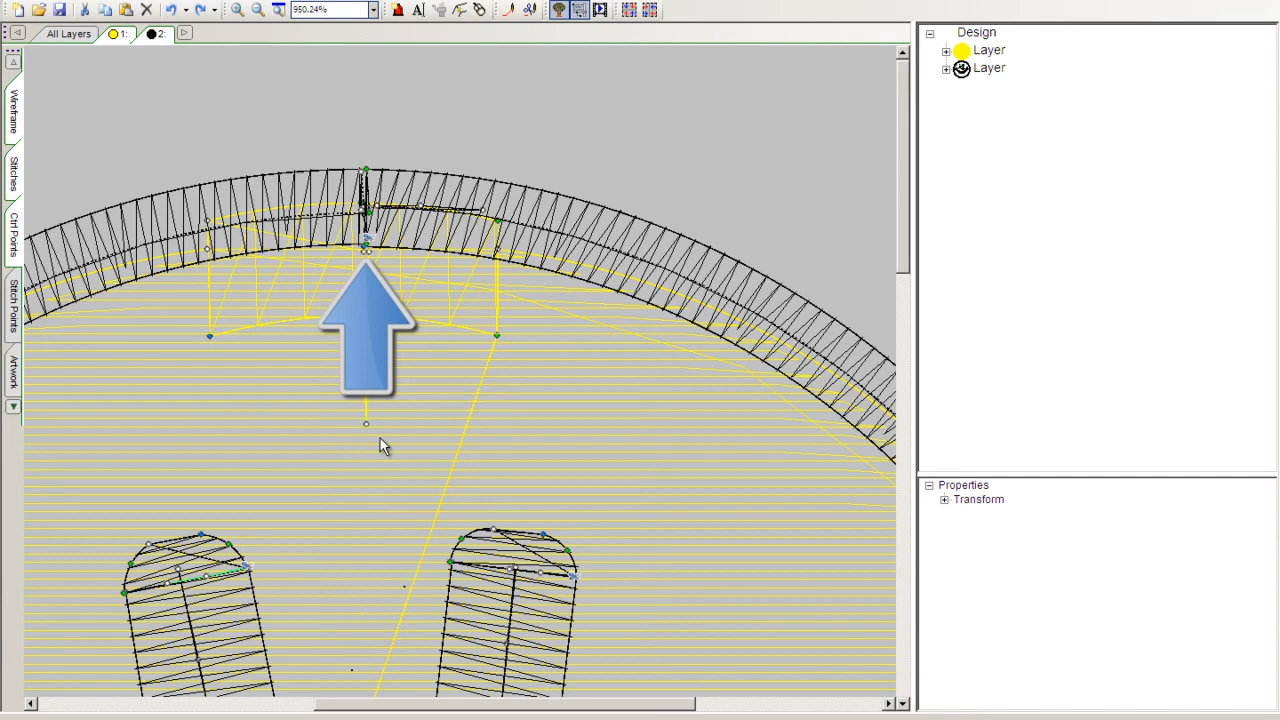 950.24%
All Layers
1:
2:
Wireframe
Stitches
Ctrl Points
Stitch Points
Artwork
Design
Layer
Layer
Properties
Transform